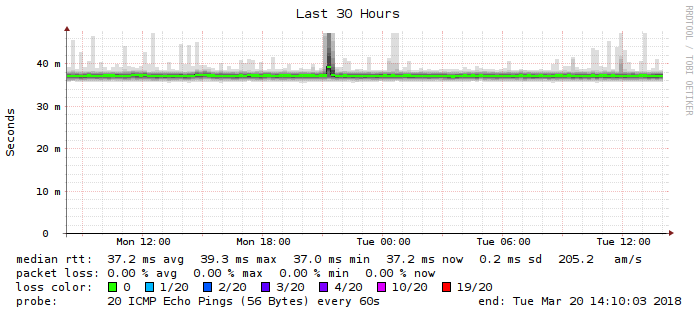 Last 30 Hours
RRDTOOL / TOBI OETIKER
Seconds
40 m
30 m
20 m
10 m
0
Mon 12:00 Mon 18:00 Tue 00:00 Tue 06:00 Tue 12:00
median rtt: 37.2 ms avg 39.3 ms max 37.0 ms min 37.2 ms now 0.2 ms sd 205.2 am/s
packet loss: 0.00 % avg 0.00 % max 0.00 % min 0.00 % now
loss color: 0 1/20 2/20 3/20 4/20 10/20 19/20
probe: 20 ICMP Echo Pings (56 Bytes) every 60s end: Tue Mar 20 14:10:03 2018